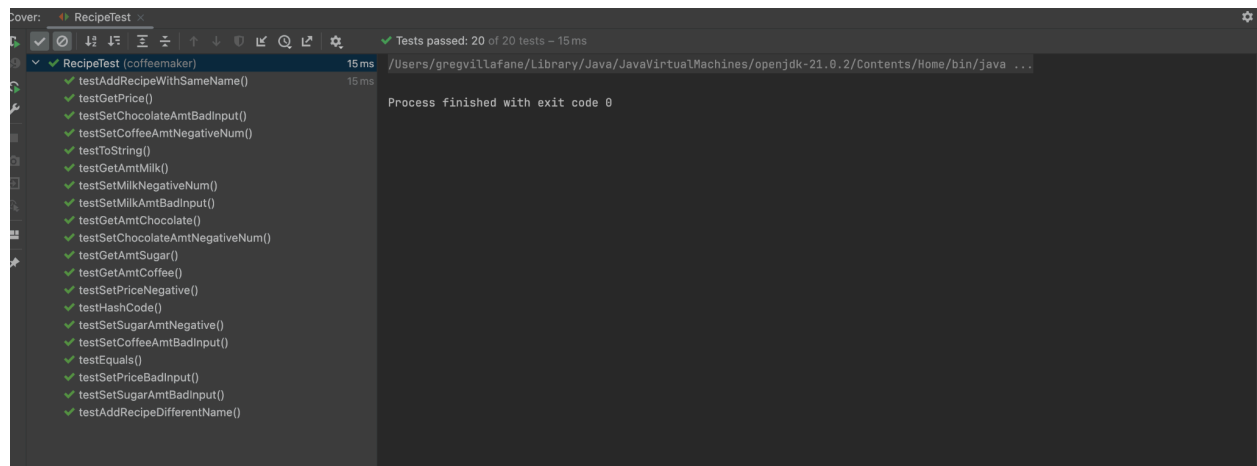 Cover: RecipeTest
Tests passed: 20 of 20 tests – 15 ms
RecipeTest (coffeemaker) 15 ms
/Users/gregvillafane/Library/Java/JavaVirtualMachines/openjdk-21.0.2/Contents/Home/bin/java ...
testAddRecipeWithSameName() 15 ms
testGetPrice()
Process finished with exit code 0
testSetChocolateAmtBadInput()
testSetCoffeeAmtNegativeNum()
testToString()
testGetAmtMilk()
testSetMilkNegativeNum()
testSetMilkAmtBadInput()
testGetAmtChocolate()
testSetChocolateAmtNegativeNum()
testGetAmtSugar()
testGetAmtCoffee()
testSetPriceNegative()
testHashCode()
testSetSugarAmtNegative()
testSetCoffeeAmtBadInput()
testEquals()
testSetPriceBadInput()
testSetSugarAmtBadInput()
testAddRecipeDifferentName()